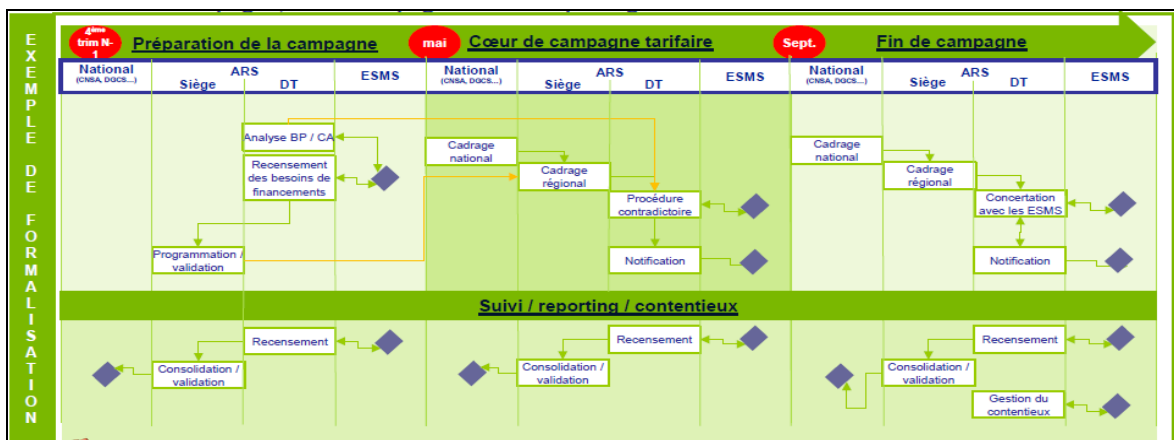 EXEMPLE DE FORMALISATION
4ème trim N-1
Préparation de la campagne
mai
Cœur de campagne tarifaire
Sept.
Fin de campagne
National
(CNSA, DGCS...)
ARS
Siège
DT
ESMS
National
(CNSA, DGCS...)
ARS
Siège
DT
ESMS
National
(CNSA, DGCS...)
ARS
Siège
DT
ESMS
Analyse BP / CA
Recensement
des besoins de
financements
Programmation /
validation
Cadrage
national
Cadrage
régional
Procédure
contradictoire
Notification
Cadrage
national
Cadrage
régional
Concertation
avec les ESMS
Notification
Suivi / reporting / contentieux
Recensement
Consolidation /
validation
Recensement
Consolidation /
validation
Recensement
Consolidation /
validation
Gestion du
contentieux